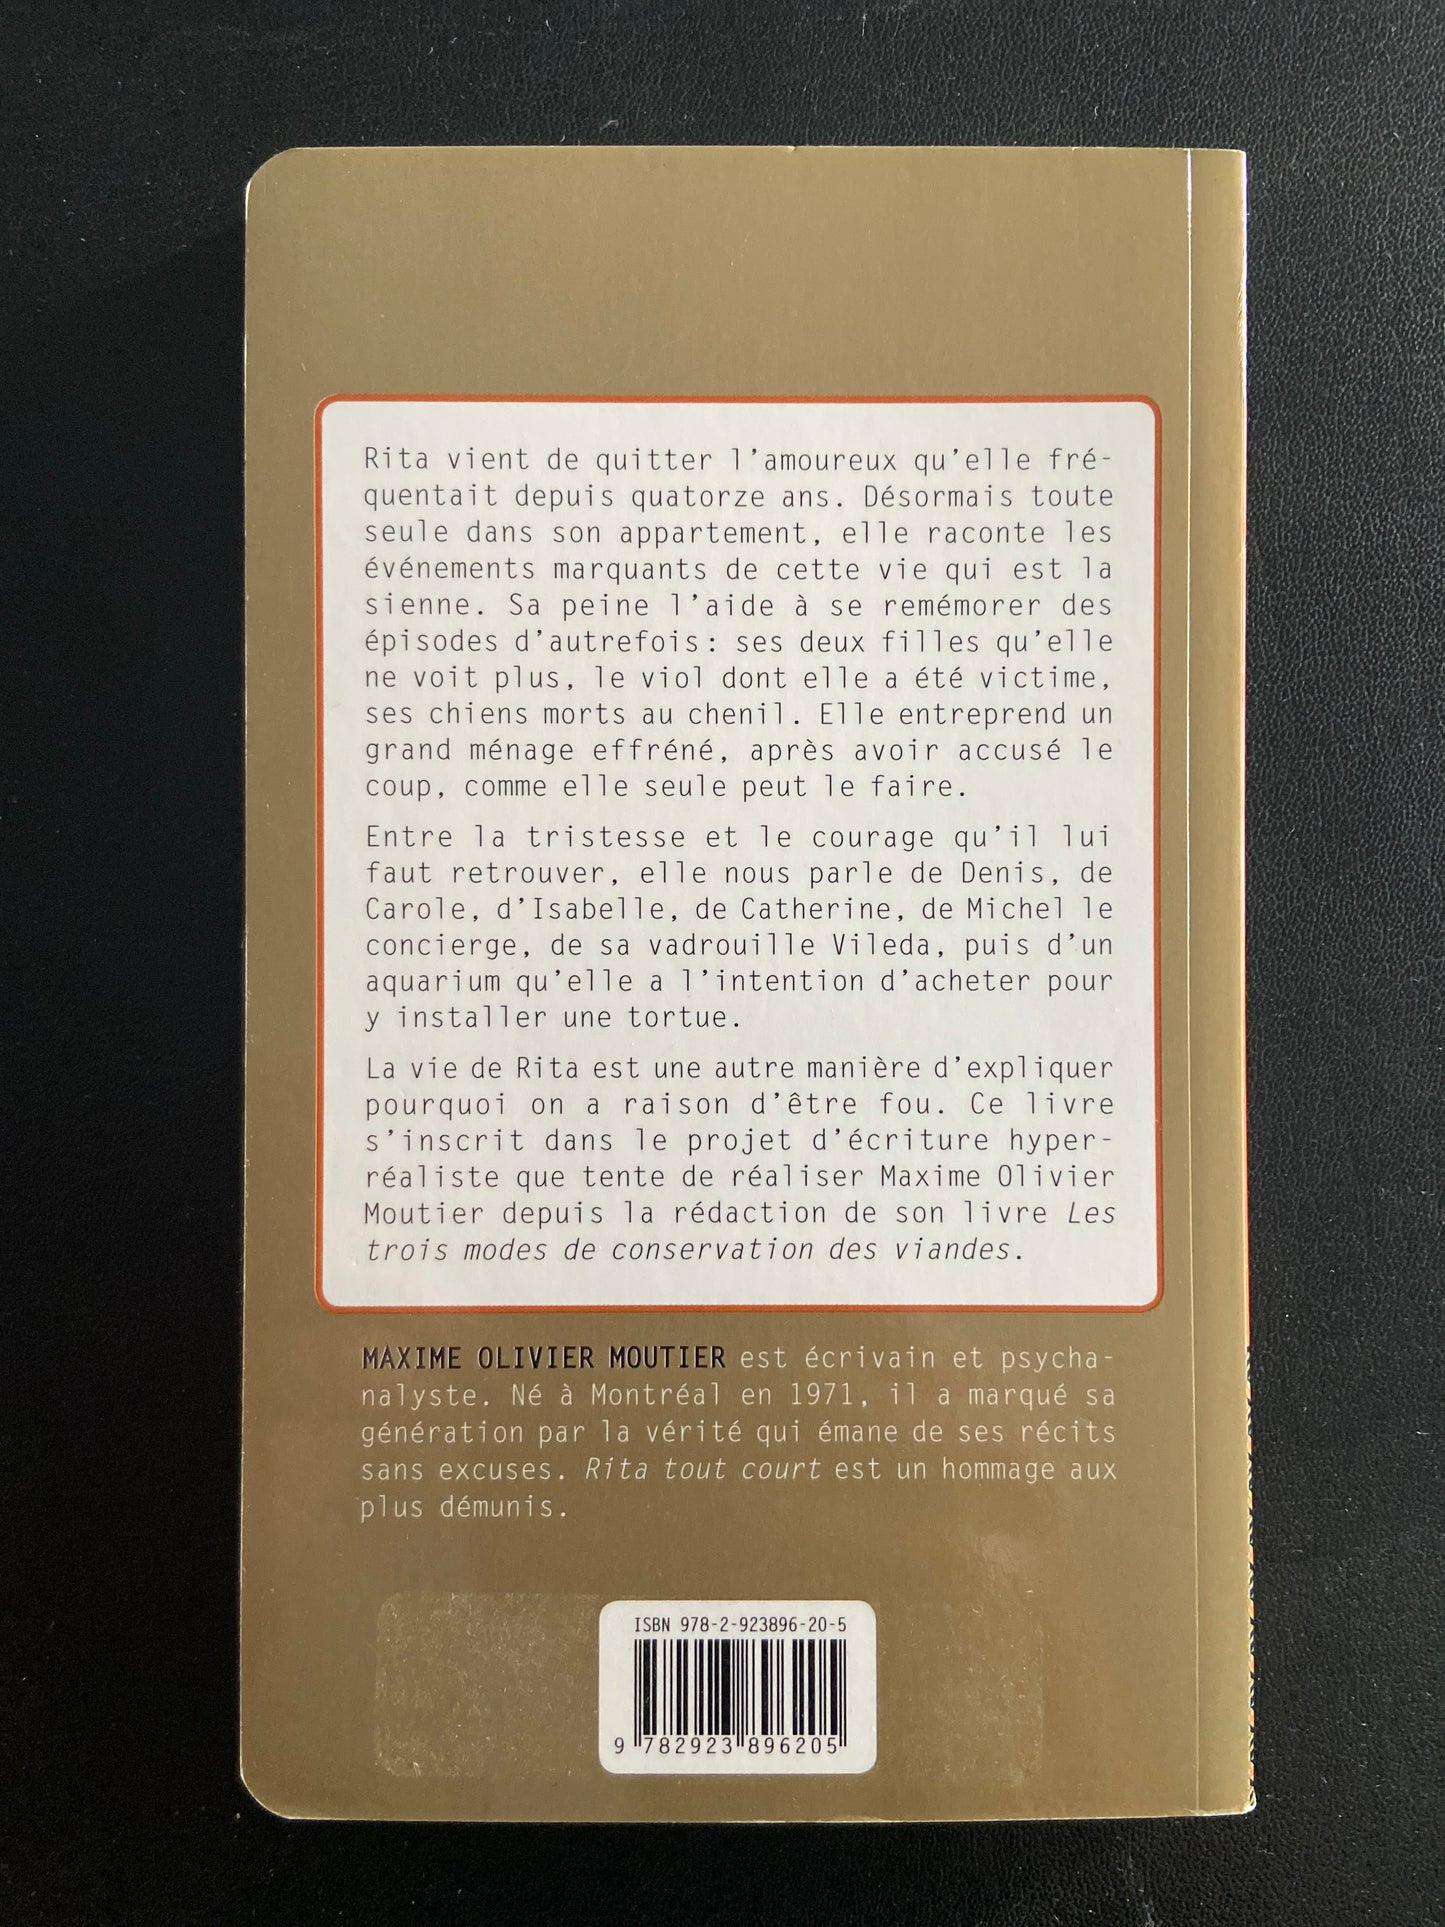 Rita vient de quitter l'amoureux qu'elle fré-
quentait depuis quatorze ans. Désormais toute
seule dans son appartement, elle raconte les
événements marquants de cette vie qui est la
sienne. Sa peine l'aide à se remémorer des
épisodes d'autrefois: ses deux filles qu'elle
ne voit plus, le viol dont elle a été victime,
ses chiens morts au chenil. Elle entreprend un
grand ménage effréné, après avoir accusé le
coup, comme elle seule peut le faire.
Entre la tristesse et le courage qu'il lui
faut retrouver, elle nous parle de Denis, de
Carole, d'Isabelle, de Catherine, de Michel le
concierge, de sa vadrouille Vileda, puis d'un
aquarium qu'elle a l'intention d'acheter pour
y installer une tortue.
La vie de Rita est une autre manière d'expliquer
pourquoi on a raison d'être fou. Ce livre
s'inscrit dans le projet d'écriture hyper-
réaliste que tente de réaliser Maxime Olivier
Moutier depuis la rédaction de son livre Les
trois modes de conservation des viandes.
MAXIME OLIVIER MOUTIER est écrivain et psycha-
nalyste. Né à Montréal en 1971, il a marqué sa
génération par la vérité qui émane de ses récits
sans excuses. Rita tout court est un hommage aux
plus démunis.
ISBN 978-2-923896-20-5
9 782923 896205